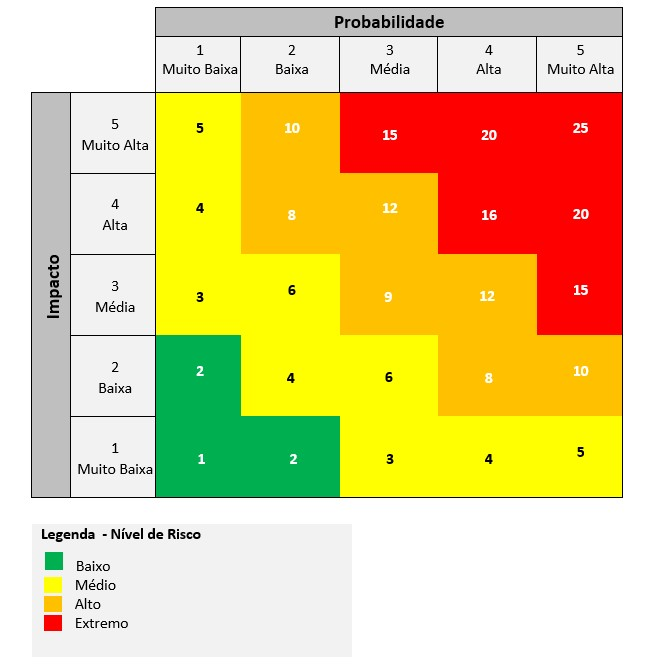 Probabilidade
1 2 3 4 5
Muito Baixa Baixa Média Alta Muito Alta
Impacto
5
Muito Alta
5 10 15 20 25
4
Alta
4 8 12 16 20
3
Média
3 6 9 12 15
2
Baixa
2 4 6 8 10
1
Muito Baixa
1 2 3 4 5
Legenda - Nível de Risco
Baixo
Médio
Alto
Extremo